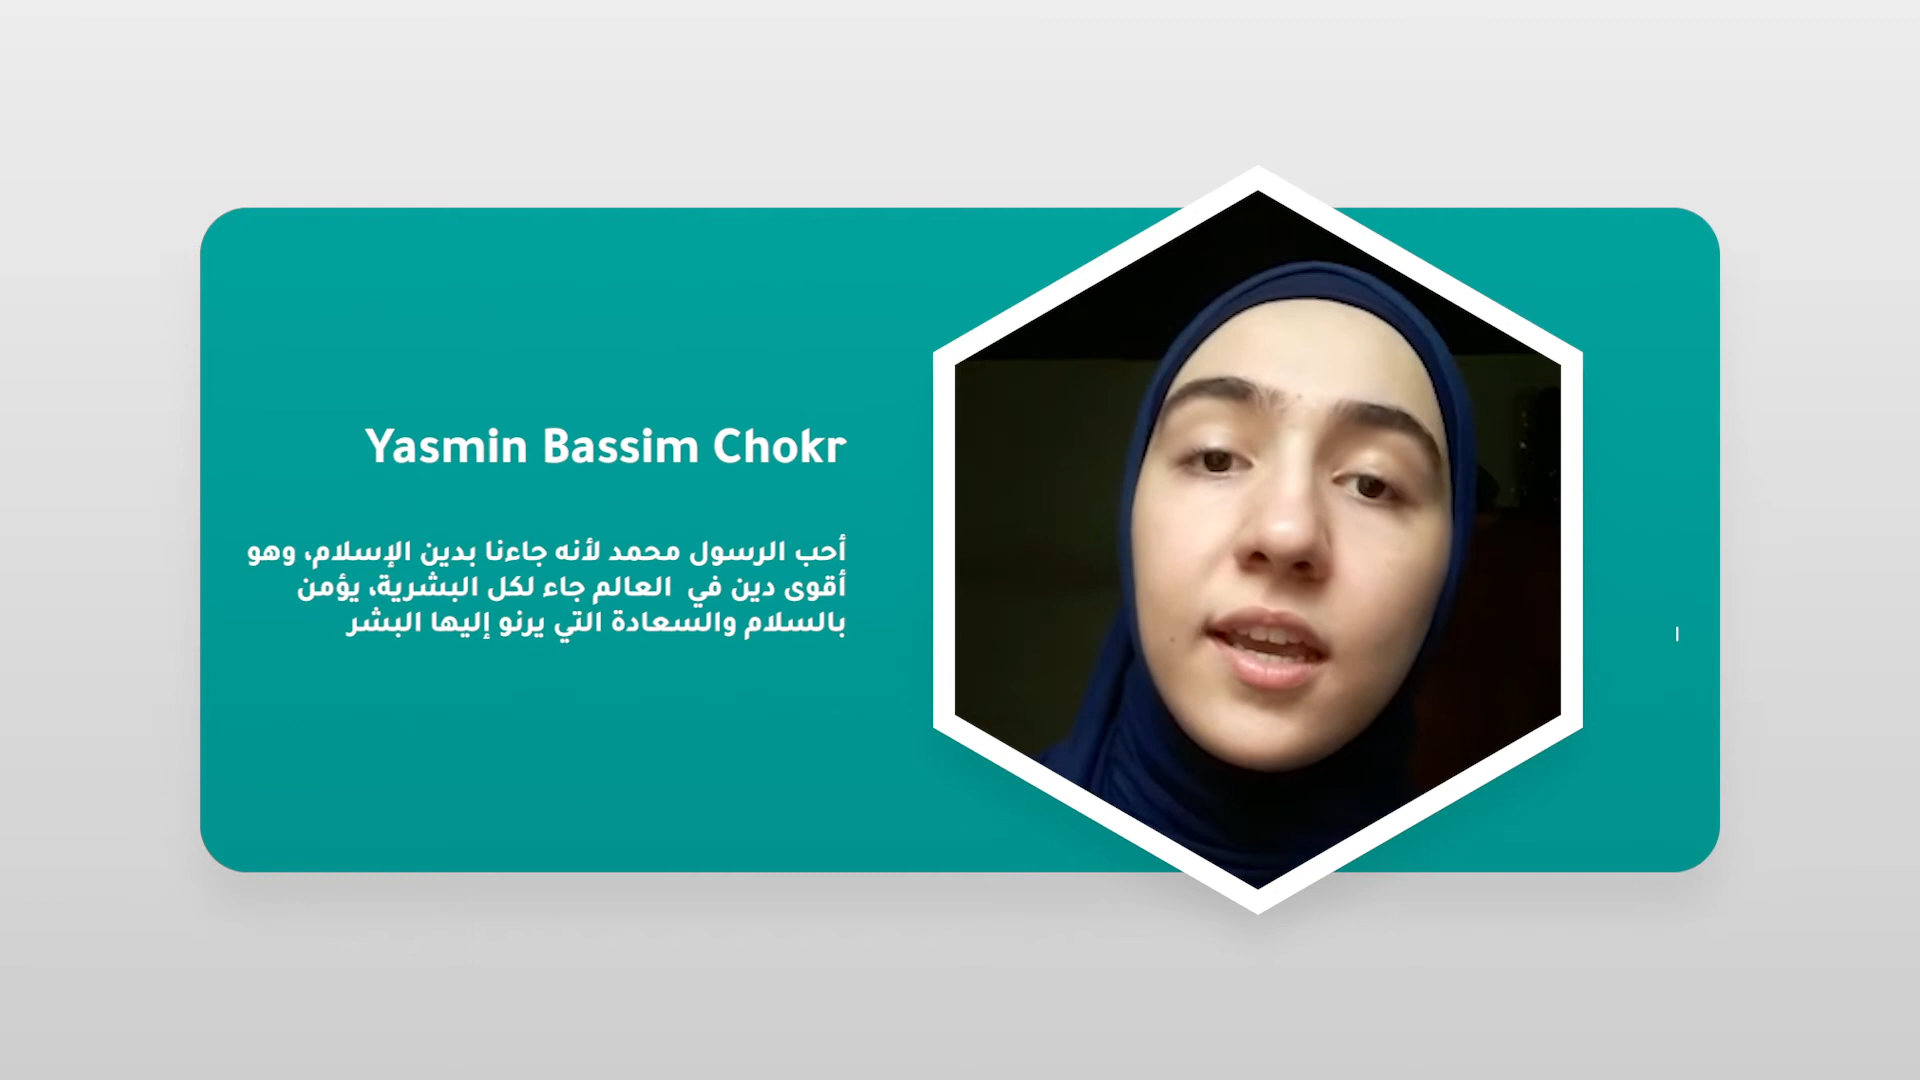 Yasmin Bassim Chokr
أحب الرسول محمد لأنه جاءنا بدين الإسلام، وهو
أقوى دين في العالم جاء لكل البشرية، يؤمن
بالسلام والسعادة التي يرنو إليها البشر